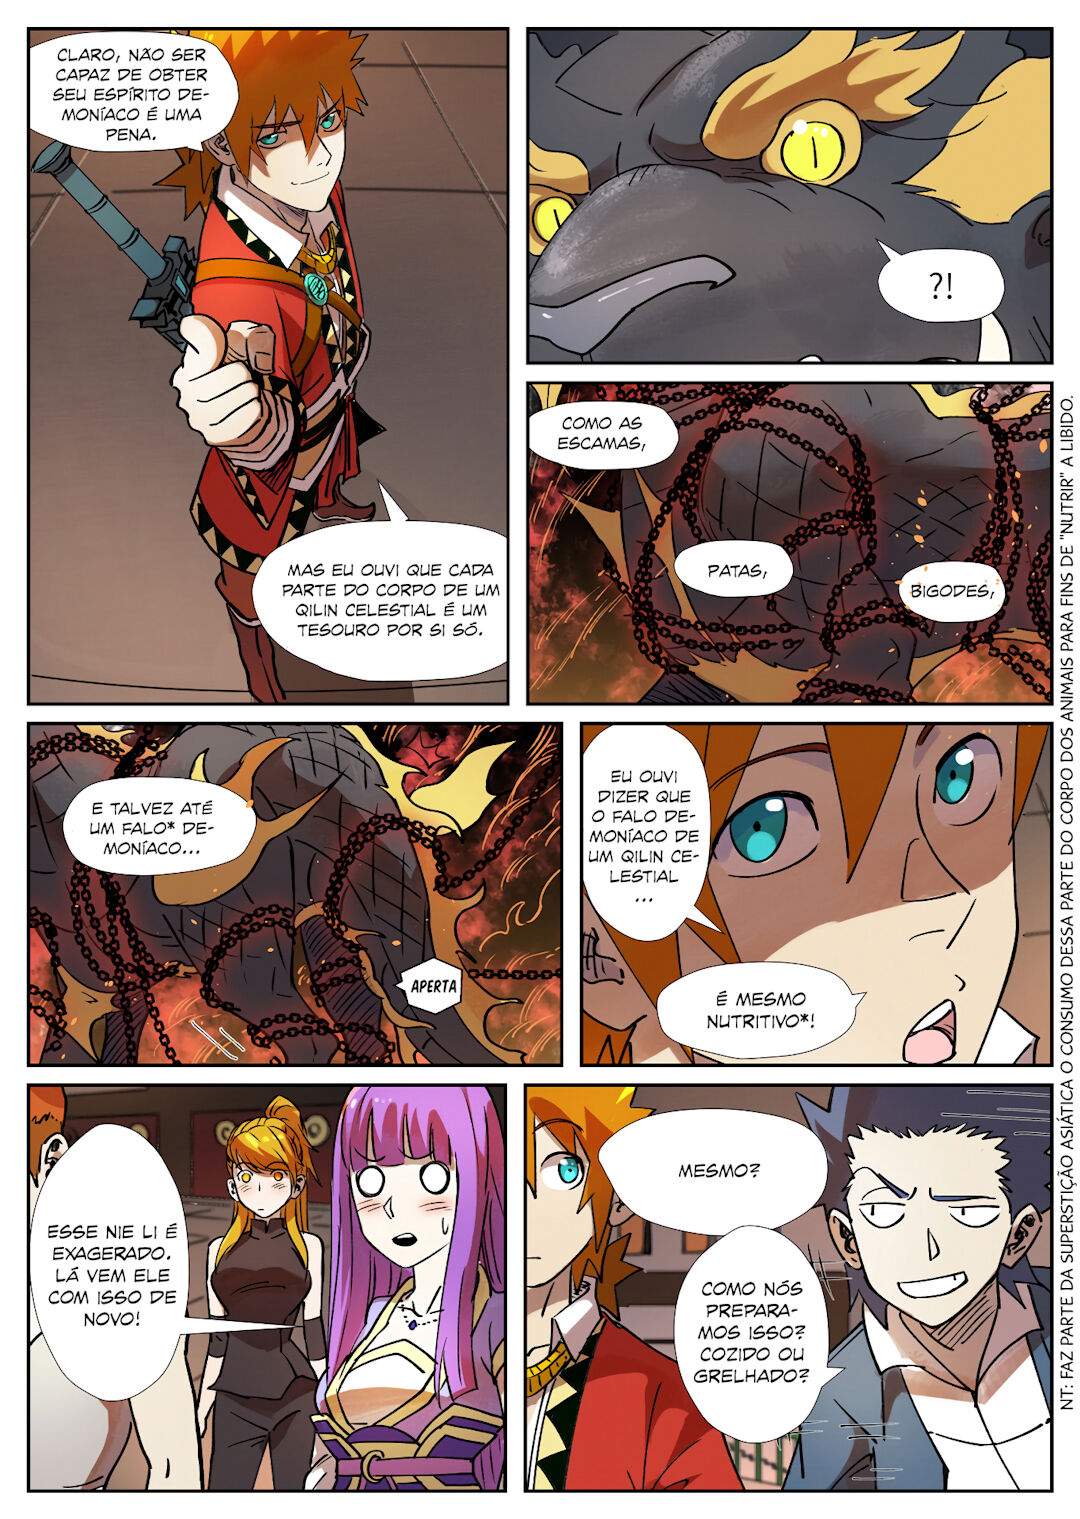 CLARO, NÃO SER
CAPAZ DE OBTER
SEU ESPÍRITO DE-
MONÍACO É UMA
PENA.
MAS EU OUVI QUE CADA
PARTE DO CORPO DE UM
QILIN CELESTIAL É UM
TESOURO POR SI SÓ.
?!
COMO AS
ESCAMAS,
PATAS,
BIGODES,
E TALVEZ ATÉ
UM FALO* DE-
MONÍACO...
APERTA
EU OUVI
DIZER QUE
O FALO DE-
MONÍACO DE
UM QILIN CE-
LESTIAL
...
É MESMO
NUTRITIVO*!
ESSE NIE LI É
EXAGERADO.
LÁ VEM ELE
COM ISSO DE
NOVO!
MESMO?
COMO NÓS
PREPARA-
MOS ISSO?
COZIDO OU
GRELHADO?
NT: FAZ PARTE DA SUPERSTIÇÃO ASIÁTICA O CONSUMO DESSA PARTE DO CORPO DOS ANIMAIS PARA FINS DE "NUTRIR" A LIBIDO.